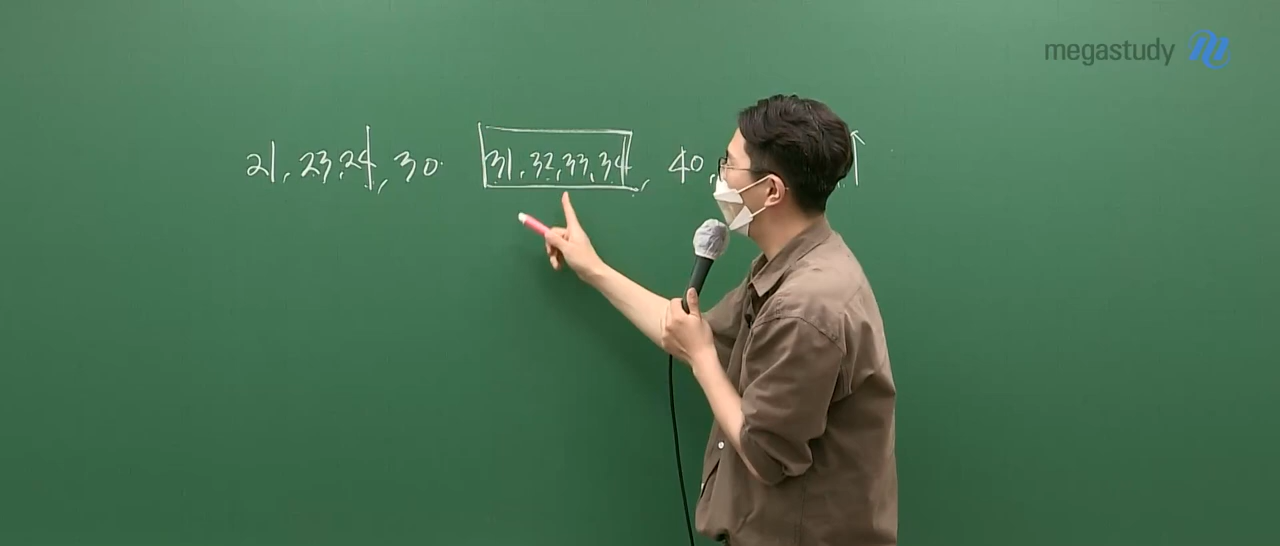 megastudy
21, 23, 24, 30 31, 32, 33, 34, 40,